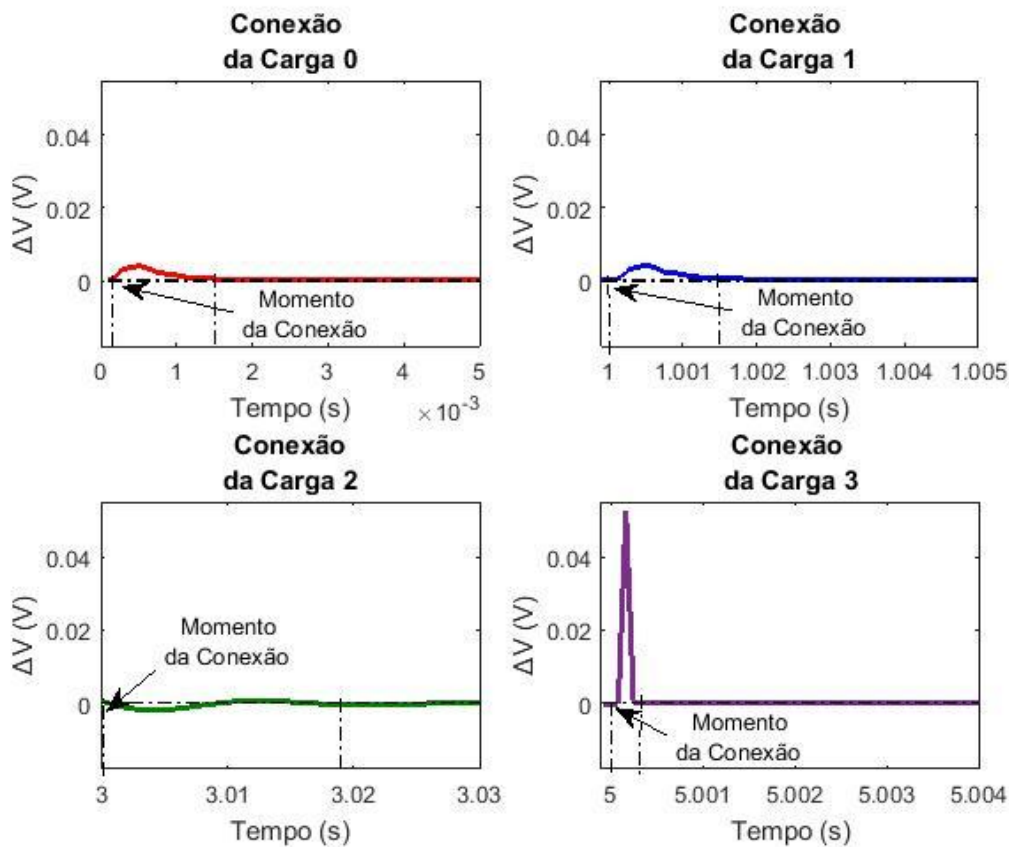 Conexão
da Carga 0
ΔV (V)
0.04
0.02
0
Momento
da Conexão
0 1 2 3 4 5
Tempo (s)
×10⁻³
Conexão
da Carga 1
ΔV (V)
0.04
0.02
0
Momento
da Conexão
1 1.001 1.002 1.003 1.004 1.005
Tempo (s)
Conexão
da Carga 2
ΔV (V)
0.04
0.02
0
Momento
da Conexão
3 3.01 3.02 3.03
Tempo (s)
Conexão
da Carga 3
ΔV (V)
0.04
0.02
0
Momento
da Conexão
5 5.001 5.002 5.003 5.004
Tempo (s)